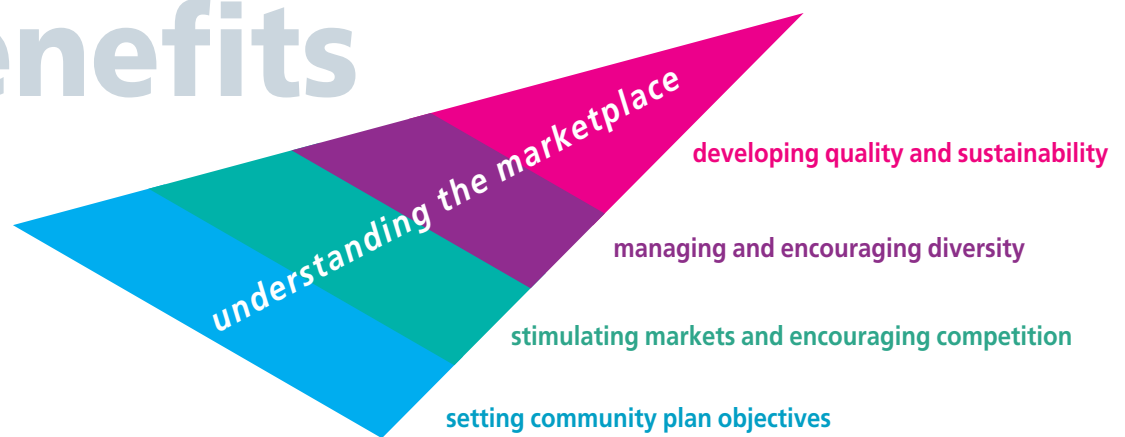 enefits
understanding the marketplace
developing quality and sustainability
managing and encouraging diversity
stimulating markets and encouraging competition
setting community plan objectives